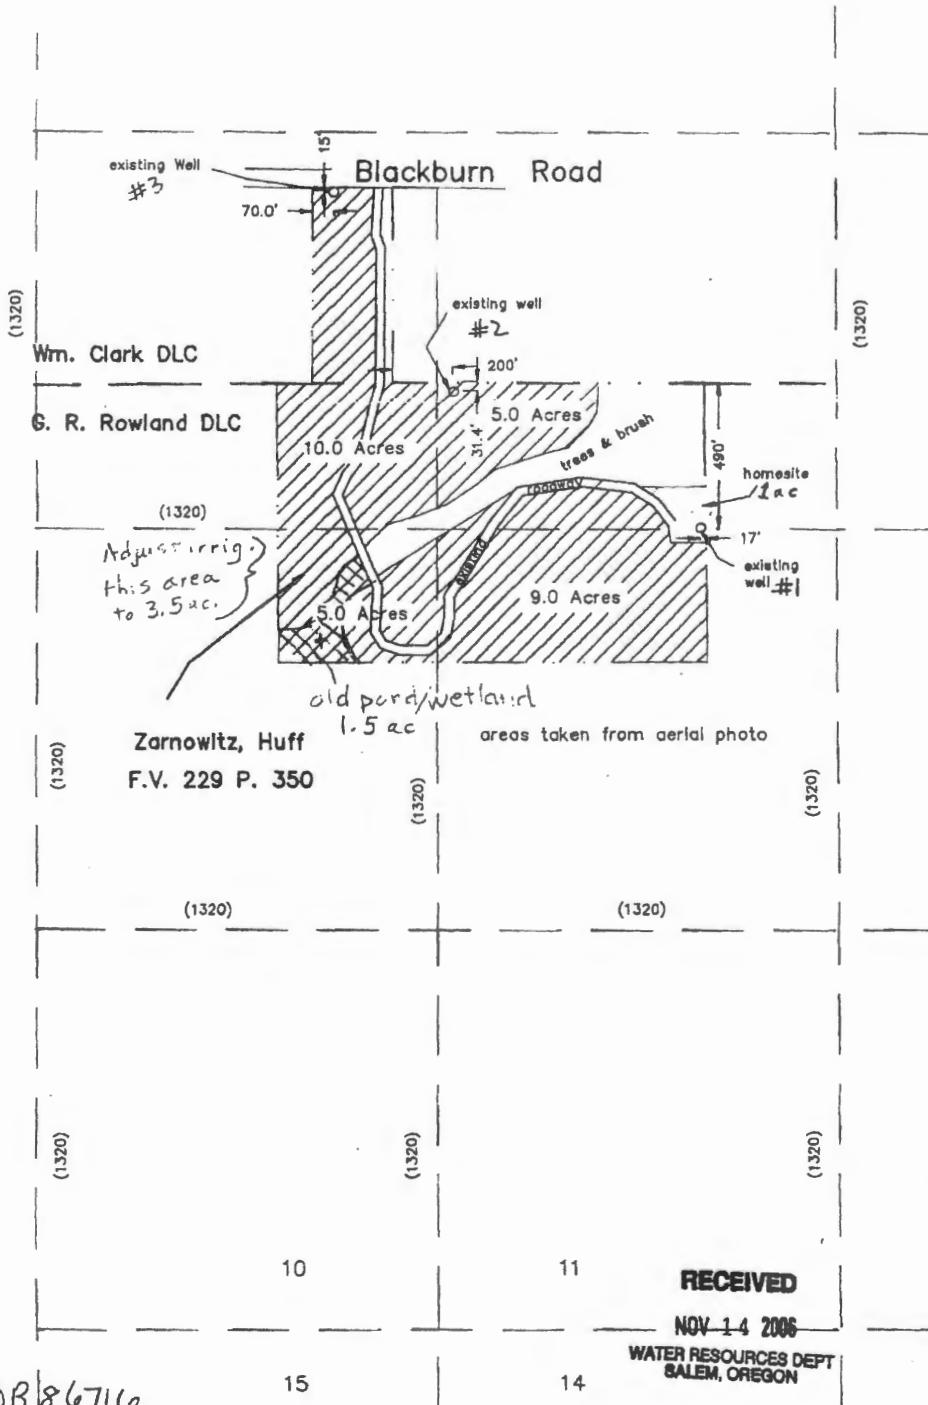 15'
existing Well
#3
Blackburn Road
70.0'
existing well
#2
(1320)
(1320)
200'
Wm. Clark DLC
G. R. Rowland DLC
5.0 Acres
31.4'
10.0 Acres
trees & brush
490'
homesite
1 ac
roadway
(1320)
17'
existing
well #1
Adjust irrig.
this area
to 3.5 ac.
existing
9.0 Acres
5.0 Acres
old pond/wetland
1.5 ac
Zarnowitz, Huff
F.V. 229 P. 350
areas taken from aerial photo
(1320)
(1320)
(1320)
(1320)
(1320)
(1320)
(1320)
(1320)
10
11
RECEIVED
NOV 14 2006
WATER RESOURCES DEPT
SALEM, OREGON
15
14